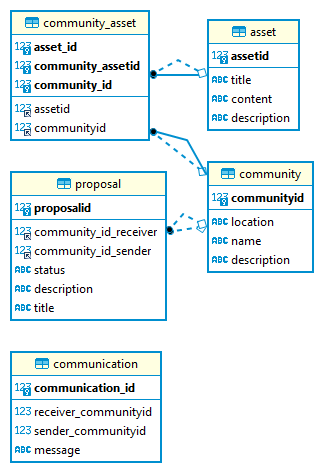 community_asset
123 asset_id
123 community_assetid
123 community_id
123 assetid
123 communityid
asset
123 assetid
ABC title
ABC content
ABC description
proposal
123 proposalid
123 community_id_receiver
123 community_id_sender
ABC status
ABC description
ABC title
community
123 communityid
ABC location
ABC name
ABC description
communication
123 communication_id
123 receiver_communityid
123 sender_communityid
ABC message